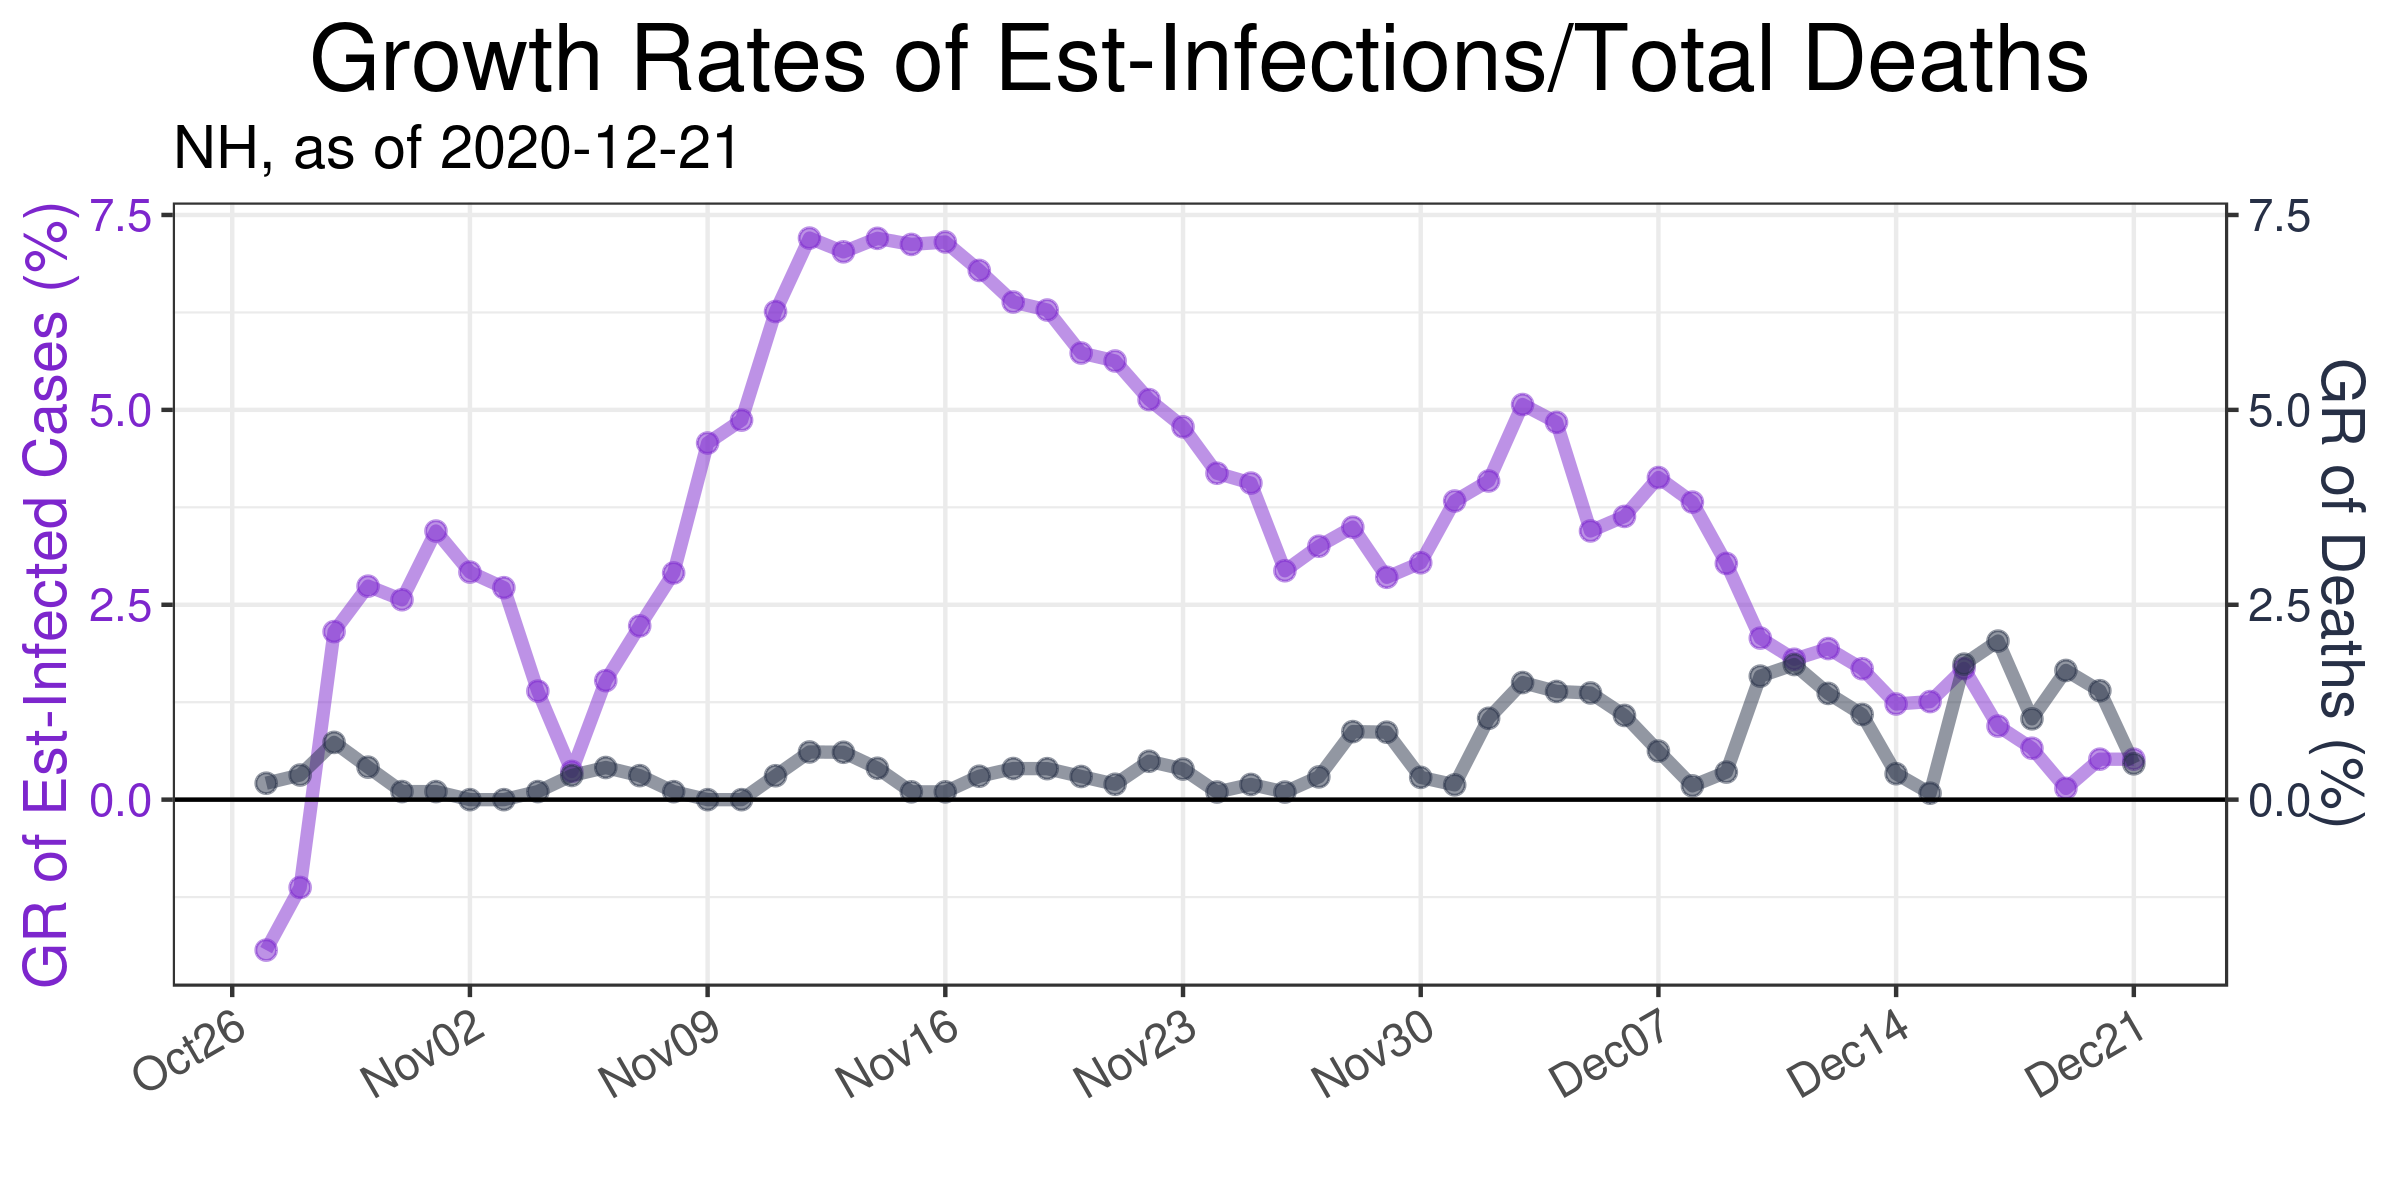 Growth Rates of Est-Infections/Total Deaths
NH, as of 2020-12-21
GR of Est-Infected Cases (%)
7.5
5.0
2.5
0.0
7.5
5.0
2.5
0.0
GR of Deaths (%)
Oct26
Nov02
Nov09
Nov16
Nov23
Nov30
Dec07
Dec14
Dec21